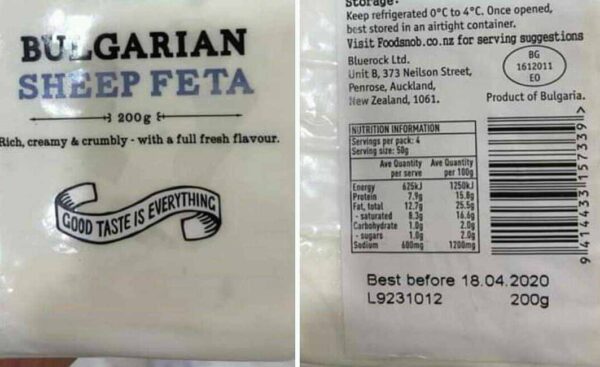 BULGARIAN
SHEEP FETA
200g
Rich, creamy & crumbly - with a full fresh flavour.
GOOD TASTE IS EVERYTHING
Storage:
Keep refrigerated 0°C to 4°C. Once opened,
best stored in an airtight container.
Visit Foodsnob.co.nz for serving suggestions
Bluerock Ltd.
Unit B, 373 Neilson Street,
Penrose, Auckland,
New Zealand, 1061.
BG
1612011
EO
Product of Bulgaria.
NUTRITION INFORMATION
Servings per pack: 4
Serving size: 50g
Ave Quantity per serve Ave Quantity per 100g
Energy 625kJ 1250kJ
Protein 7.9g 15.8g
Fat, total 12.7g 25.5g
- saturated 8.3g 16.6g
Carbohydrate 1.0g 2.0g
- sugars 1.0g 2.0g
Sodium 600mg 1200mg
9 414433 157339 >
Best before 18.04.2020
L9231012 200g